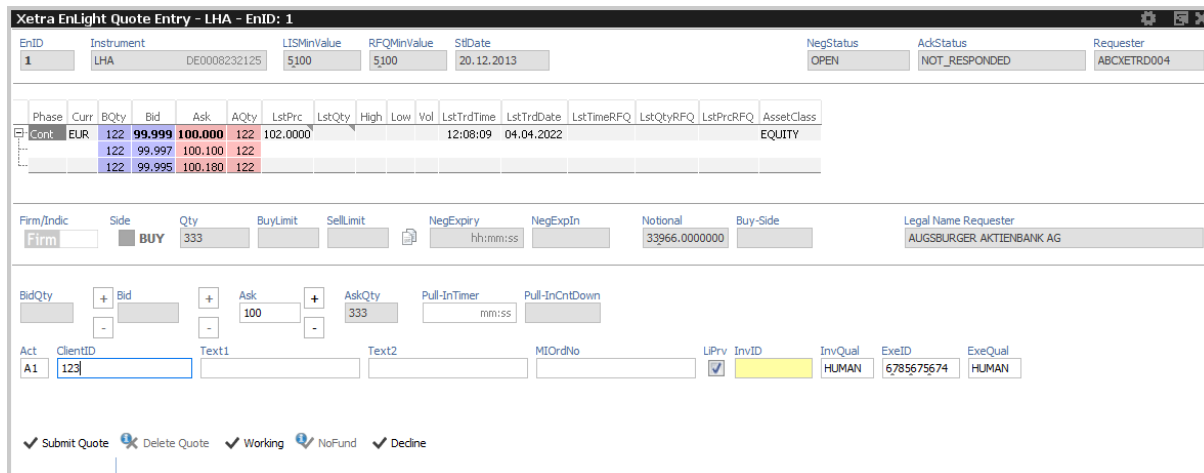 Xetra EnLight Quote Entry - LHA - EnID: 1
EnID Instrument LISMinValue RFQMinValue StlDate NegStatus AckStatus Requester
1 LHA DE0008232125 5100 5100 20.12.2013 OPEN NOT_RESPONDED ABCXETRD004
Phase Curr BQty Bid Ask AQty LstPrc LstQty High Low Vol LstTrdTime LstTrdDate LstTimeRFQ LstQtyRFQ LstPrcRFQ AssetClass
Cont EUR 122 99.999 100.000 122 102.0000 12:08:09 04.04.2022 EQUITY
122 99.997 100.100 122
122 99.995 100.180 122
Firm/Indic Side Qty BuyLimit SellLimit NegExpiry NegExpIn Notional Buy-Side Legal Name Requester
Firm BUY 333 hh:mm:ss 33966.0000000 AUGSBURGER AKTIENBANK AG
BidQty + Bid + Ask + AskQty Pull-InTimer Pull-InCntDown
- - 100 - 333 mm:ss
Act ClientID Text1 Text2 MIOrdNo LiPrv InvID InvQual ExeID ExeQual
A1 123 HUMAN 6785675674 HUMAN
Submit Quote Delete Quote Working NoFund Decline